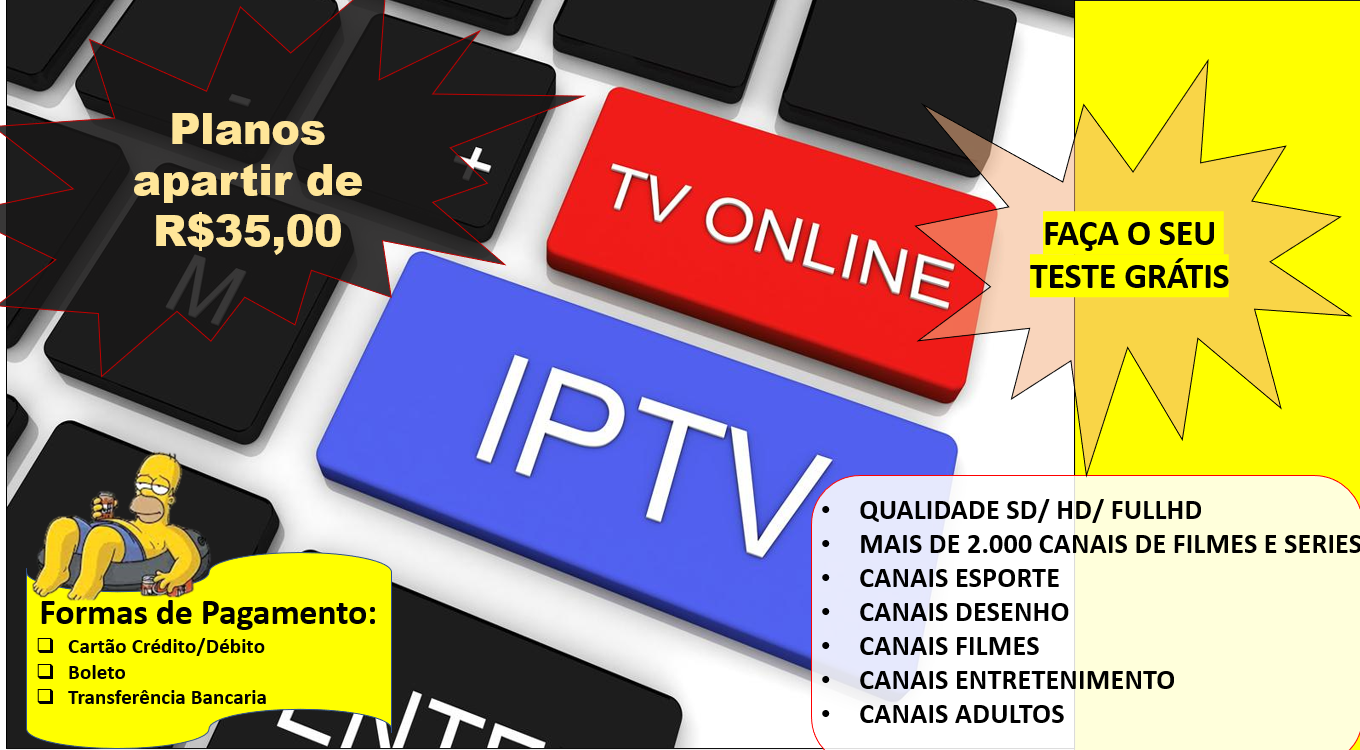 Planos
apartir de
R$35,00
-
+
M
TV ONLINE
IPTV
FAÇA O SEU
TESTE GRÁTIS
• QUALIDADE SD/ HD/ FULLHD
• MAIS DE 2.000 CANAIS DE FILMES E SERIES
• CANAIS ESPORTE
• CANAIS DESENHO
• CANAIS FILMES
• CANAIS ENTRETENIMENTO
• CANAIS ADULTOS
Formas de Pagamento:
❑ Cartão Crédito/Débito
❑ Boleto
❑ Transferência Bancaria
ENTE